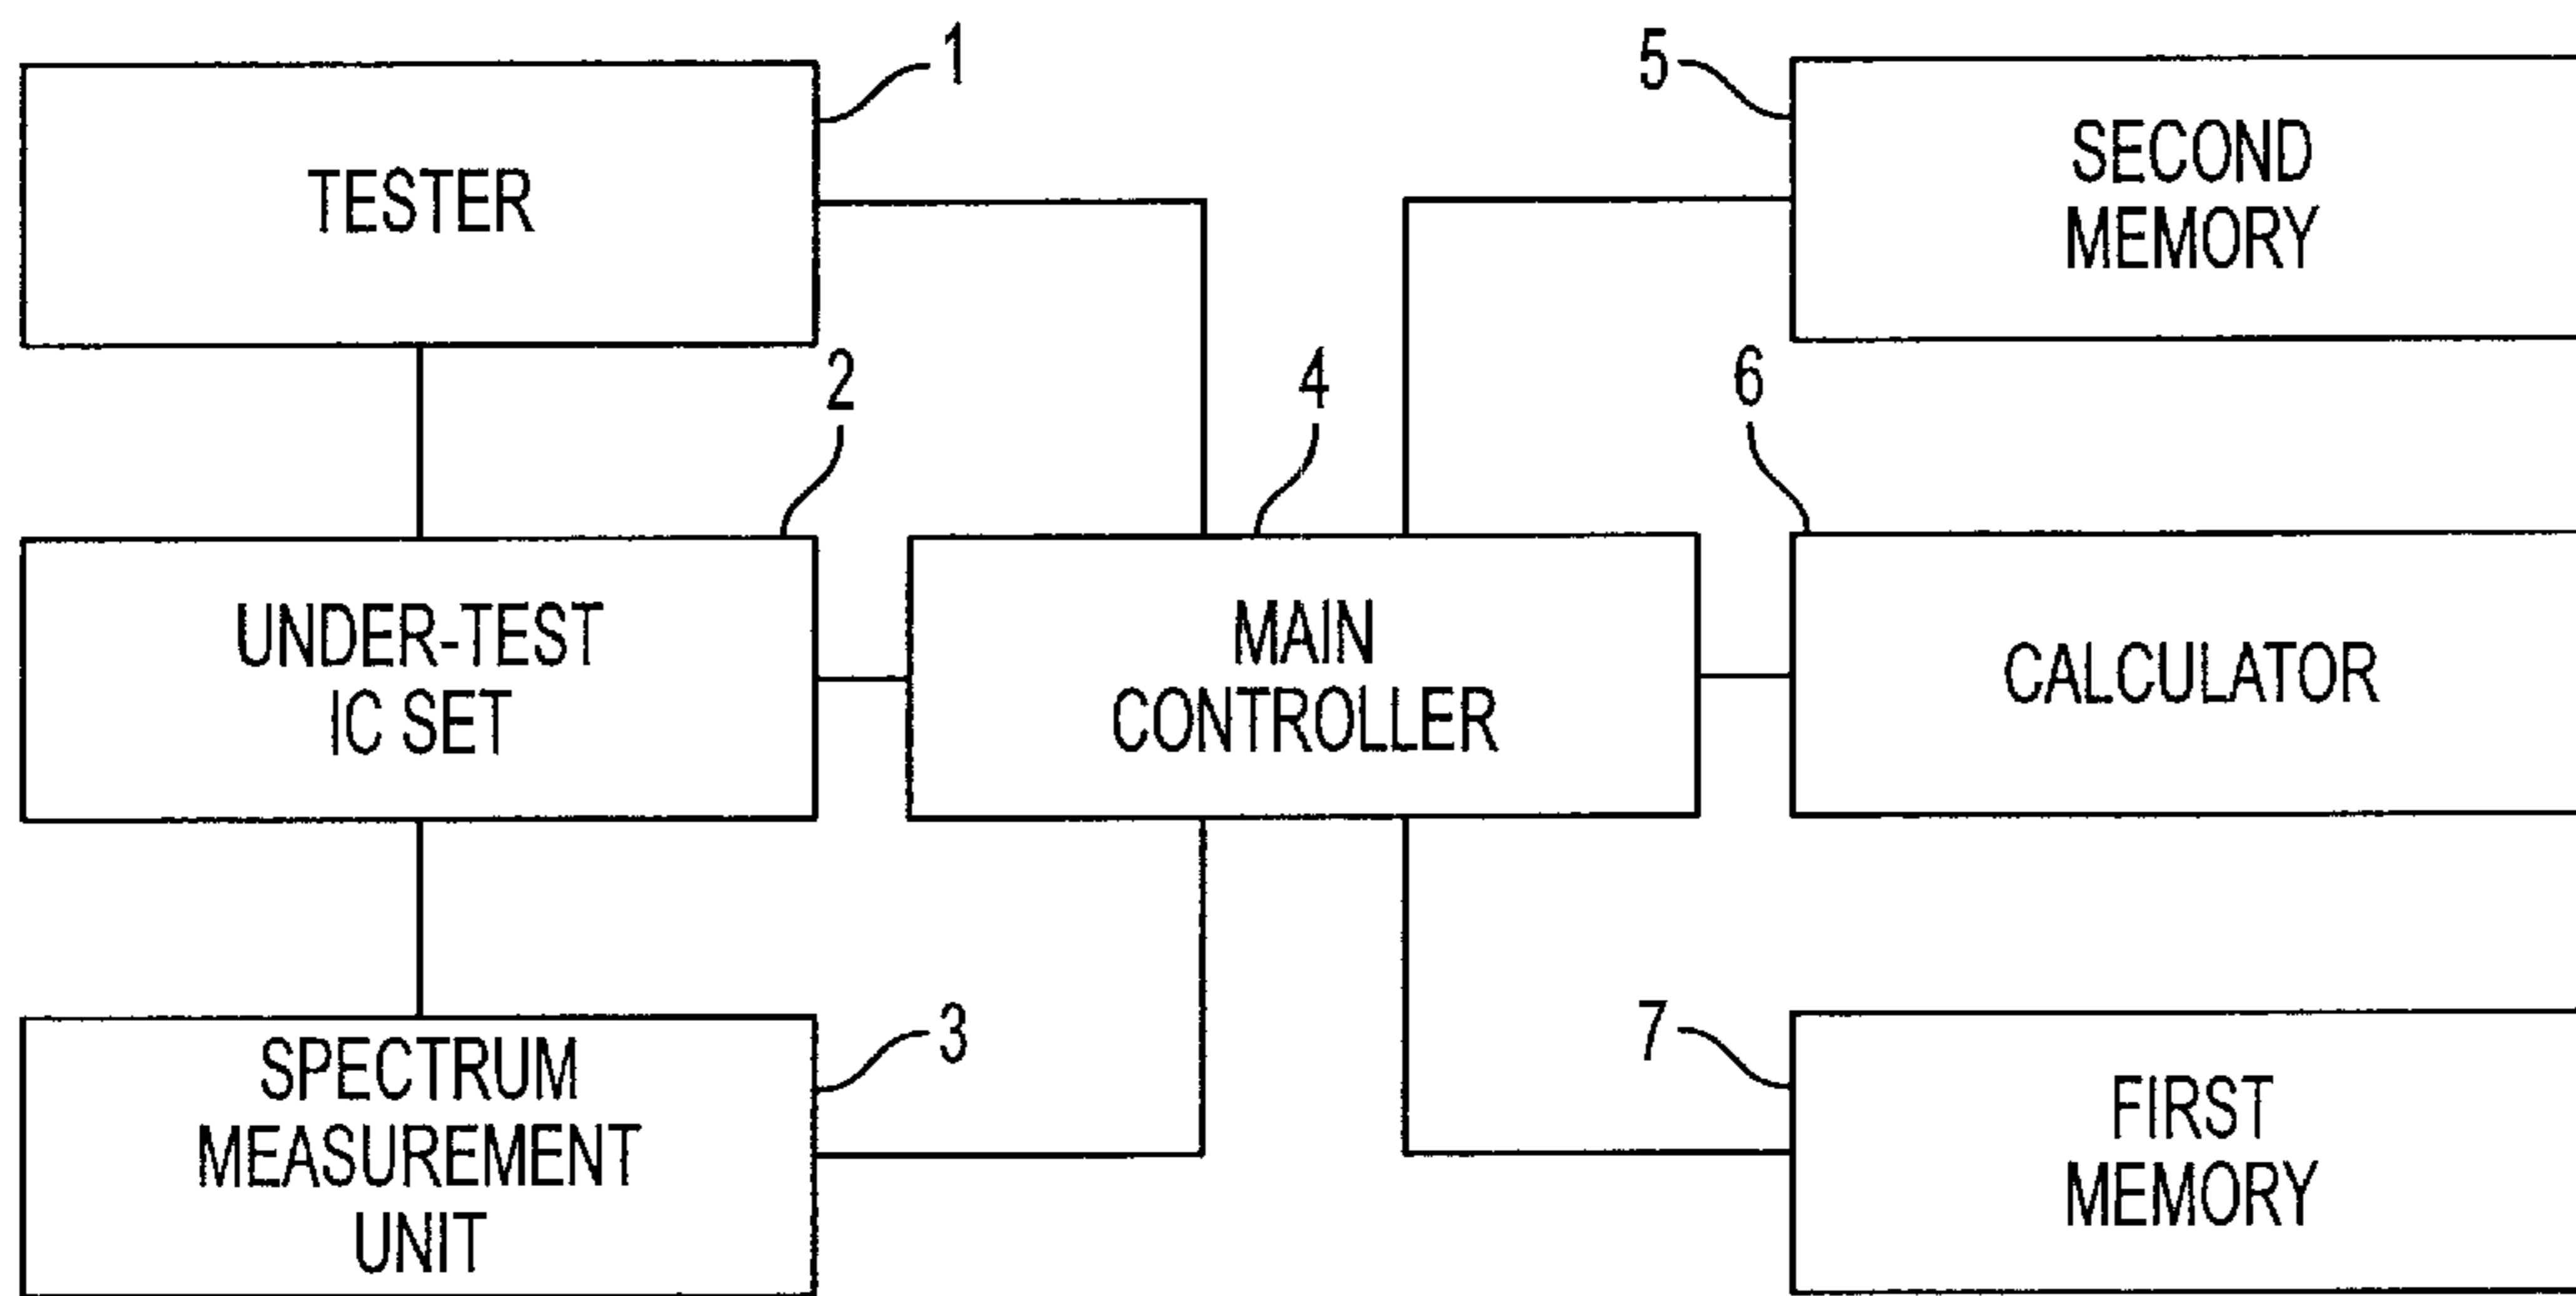 1
TESTER
5
SECOND
MEMORY
2
UNDER-TEST
IC SET
4
MAIN
CONTROLLER
6
CALCULATOR
3
SPECTRUM
MEASUREMENT
UNIT
7
FIRST
MEMORY